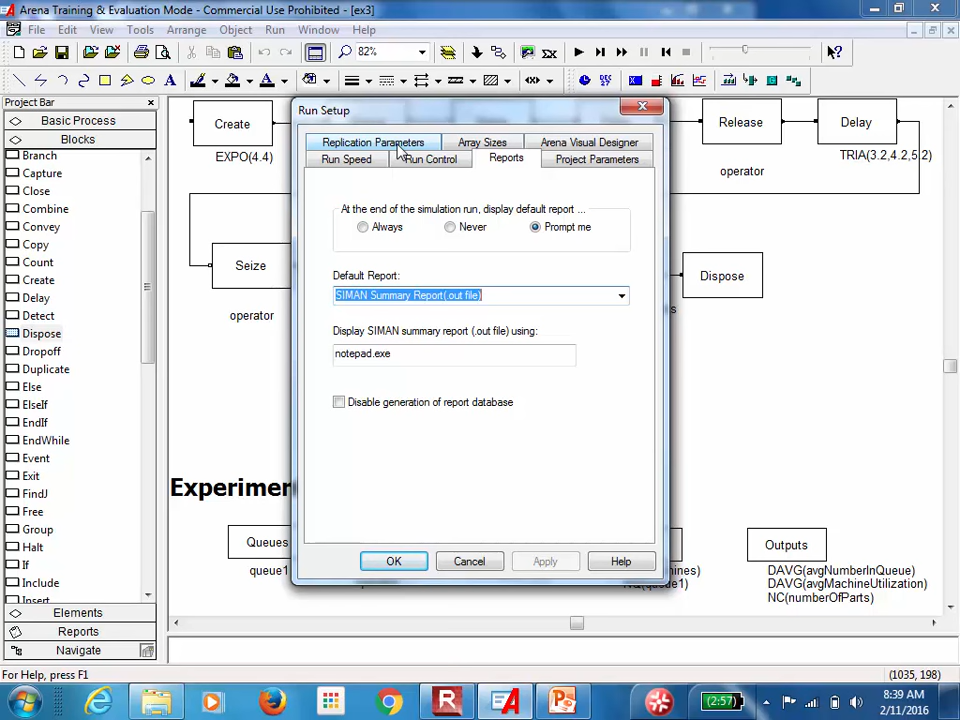 Arena Training & Evaluation Mode - Commercial Use Prohibited - [ex3]
File Edit View Tools Arrange Object Run Window Help
82%
Project Bar
Basic Process
Blocks
Branch
Capture
Close
Combine
Convey
Copy
Count
Create
Delay
Detect
Dispose
Dropoff
Duplicate
Else
ElseIf
EndIf
EndWhile
Event
Exit
FindJ
Free
Group
Halt
If
Include
Insert
Elements
Reports
Navigate
Create
EXPO(4.4)
Release
operator
Delay
TRIA(3.2,4.2,5.2)
Seize
operator
Dispose
Queues
queue1
NQ(queue1)
Outputs
DAVG(avgNumberInQueue)
DAVG(avgMachineUtilization)
NC(numberOfParts)
Run Setup
Replication Parameters Array Sizes Arena Visual Designer
Run Speed Run Control Reports Project Parameters
At the end of the simulation run, display default report ...
Always Never Prompt me
Default Report:
SIMAN Summary Report(.out file)
Display SIMAN summary report (.out file) using:
notepad.exe
Disable generation of report database
OK Cancel Apply Help
For Help, press F1
(1035, 198)
2:57
8:39 AM
2/11/2016